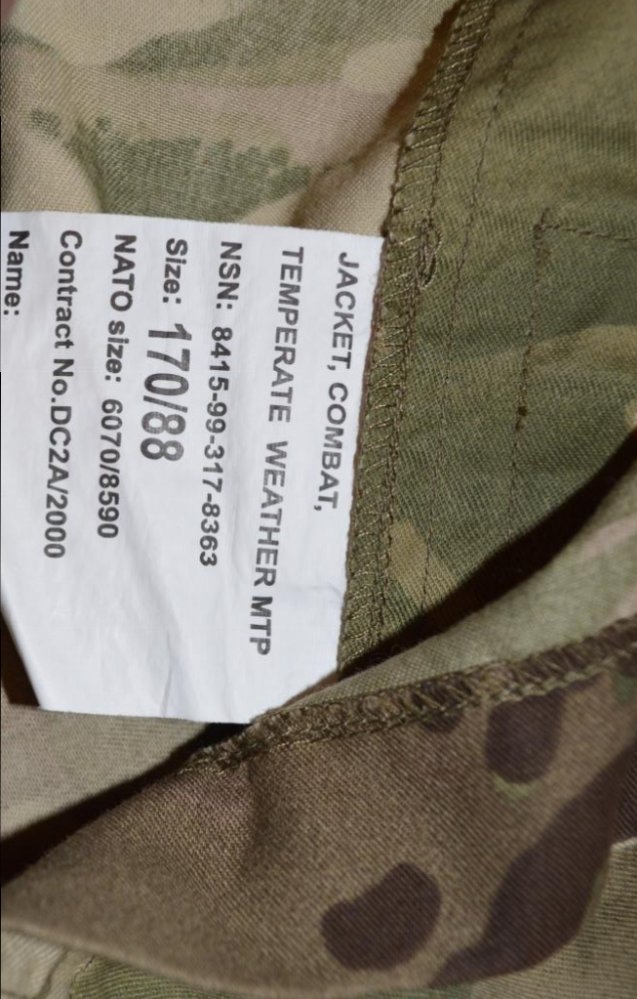 JACKET, COMBAT,
TEMPERATE WEATHER MTP
NSN: 8415-99-317-8363
Size: 170/88
NATO size: 6070/8590
Contract No.DC2A/2000
Name: